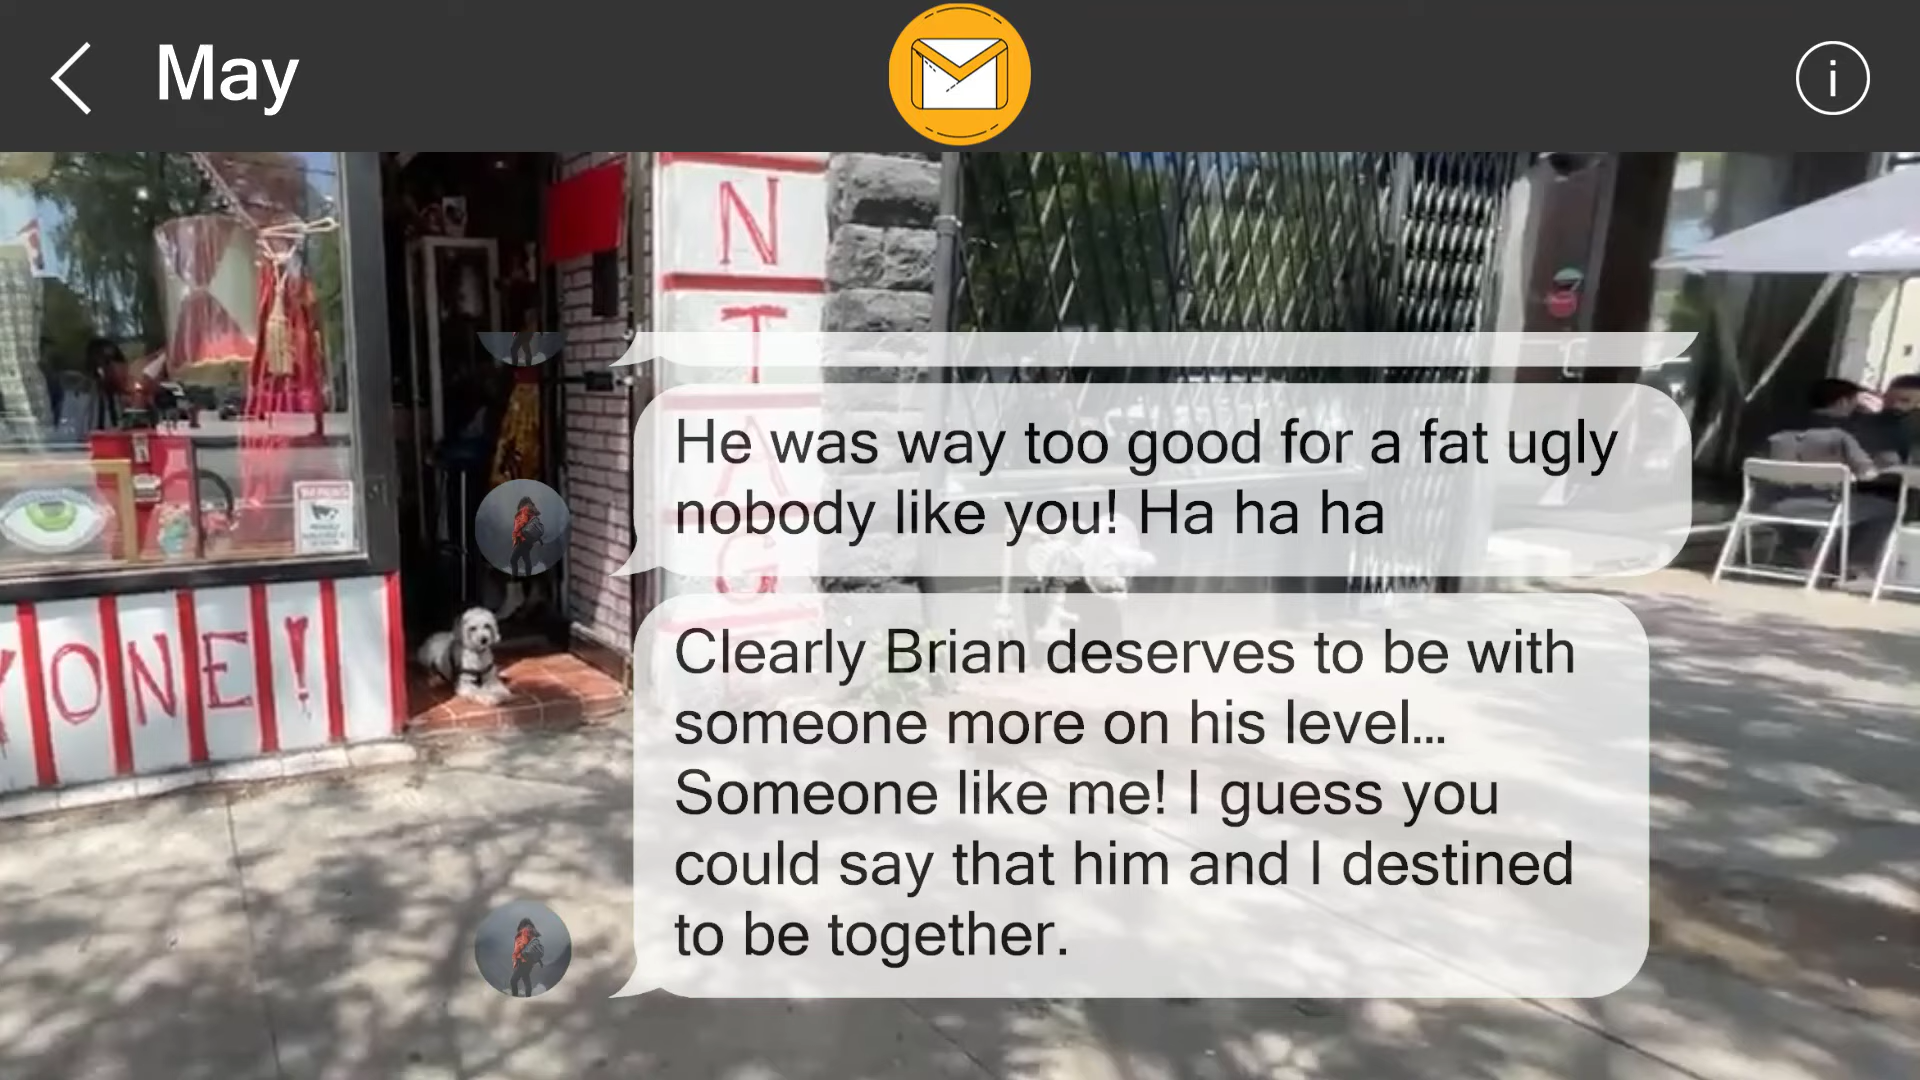 May
i
NTAG
YONE!
He was way too good for a fat ugly
nobody like you! Ha ha ha
Clearly Brian deserves to be with
someone more on his level...
Someone like me! I guess you
could say that him and I destined
to be together.